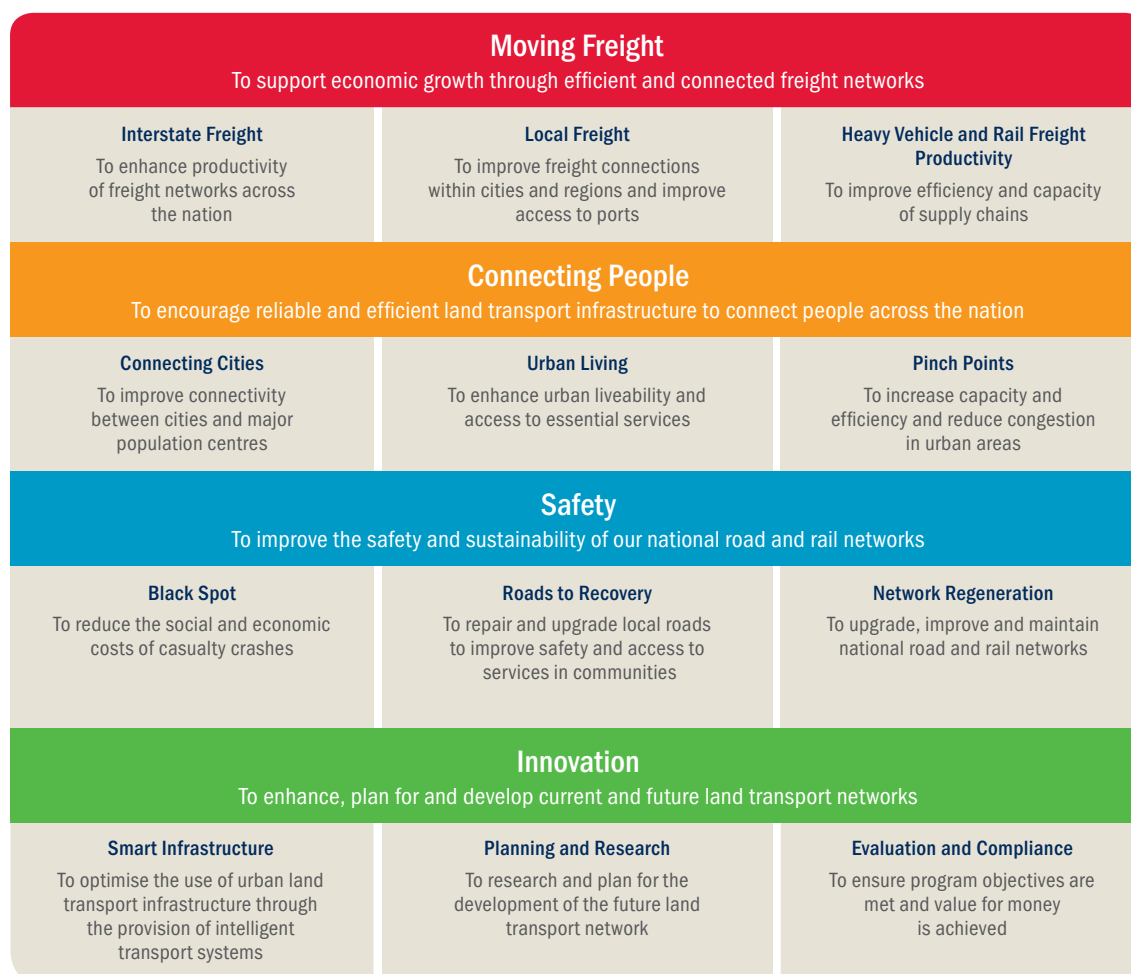 Moving Freight
To support economic growth through efficient and connected freight networks
Interstate Freight
To enhance productivity
of freight networks across
the nation
Local Freight
To improve freight connections
within cities and regions and improve
access to ports
Heavy Vehicle and Rail Freight
Productivity
To improve efficiency and capacity
of supply chains
Connecting People
To encourage reliable and efficient land transport infrastructure to connect people across the nation
Connecting Cities
To improve connectivity
between cities and major
population centres
Urban Living
To enhance urban liveability and
access to essential services
Pinch Points
To increase capacity and
efficiency and reduce congestion
in urban areas
Safety
To improve the safety and sustainability of our national road and rail networks
Black Spot
To reduce the social and economic
costs of casualty crashes
Roads to Recovery
To repair and upgrade local roads
to improve safety and access to
services in communities
Network Regeneration
To upgrade, improve and maintain
national road and rail networks
Innovation
To enhance, plan for and develop current and future land transport networks
Smart Infrastructure
To optimise the use of urban land
transport infrastructure through
the provision of intelligent
transport systems
Planning and Research
To research and plan for the
development of the future land
transport network
Evaluation and Compliance
To ensure program objectives are
met and value for money
is achieved